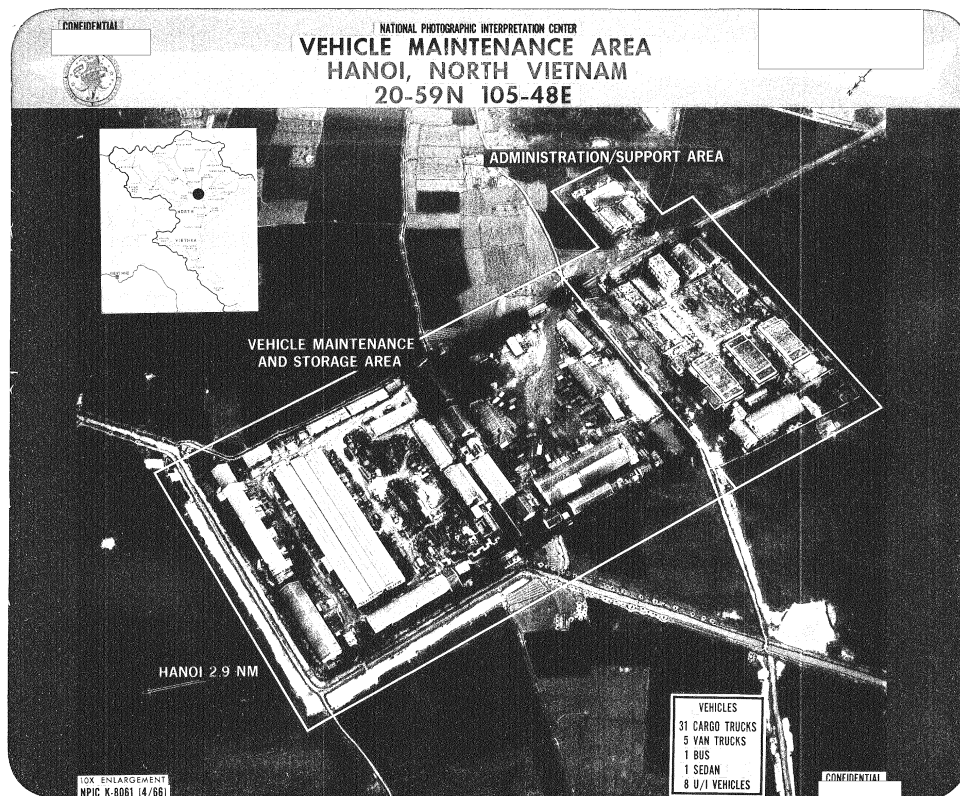 CONFIDENTIAL
NATIONAL PHOTOGRAPHIC INTERPRETATION CENTER
VEHICLE MAINTENANCE AREA
HANOI, NORTH VIETNAM
20-59N 105-48E
ADMINISTRATION/SUPPORT AREA
NORTH
VIETNAM
VEHICLE MAINTENANCE
AND STORAGE AREA
HANOI 2.9 NM
VEHICLES
31 CARGO TRUCKS
5 VAN TRUCKS
1 BUS
1 SEDAN
8 U/I VEHICLES
10X ENLARGEMENT
NPIC K-8061 (4/66)
CONFIDENTIAL